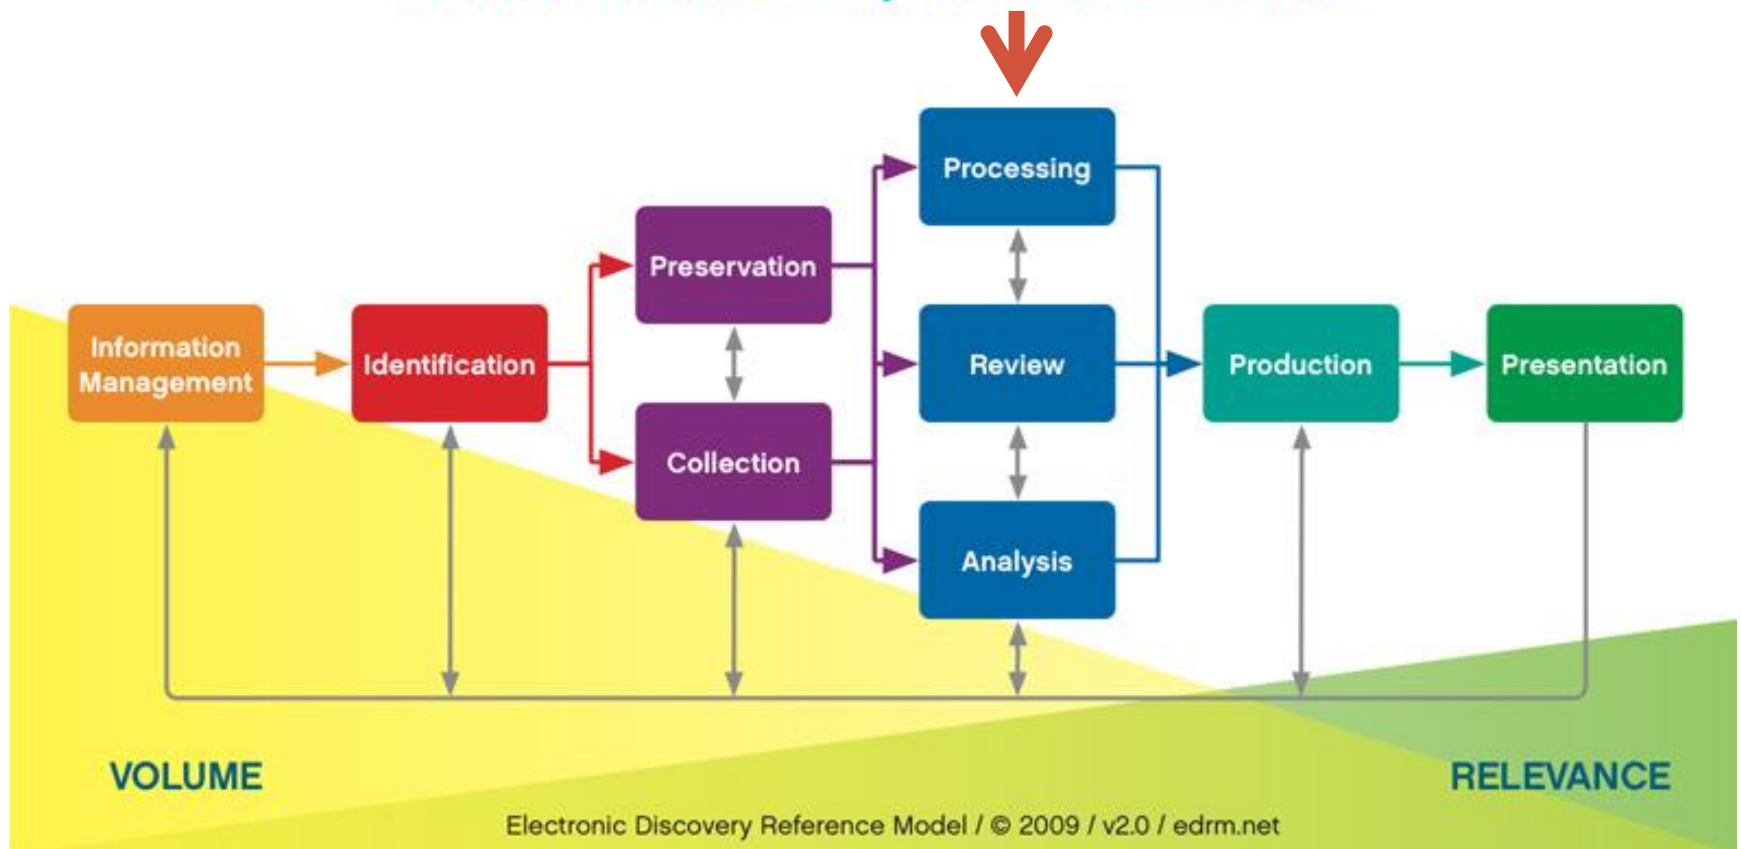 Processing
Preservation
Information
Management
Identification
Review
Production
Presentation
Collection
Analysis
VOLUME
RELEVANCE
Electronic Discovery Reference Model / © 2009 / v2.0 / edrm.net